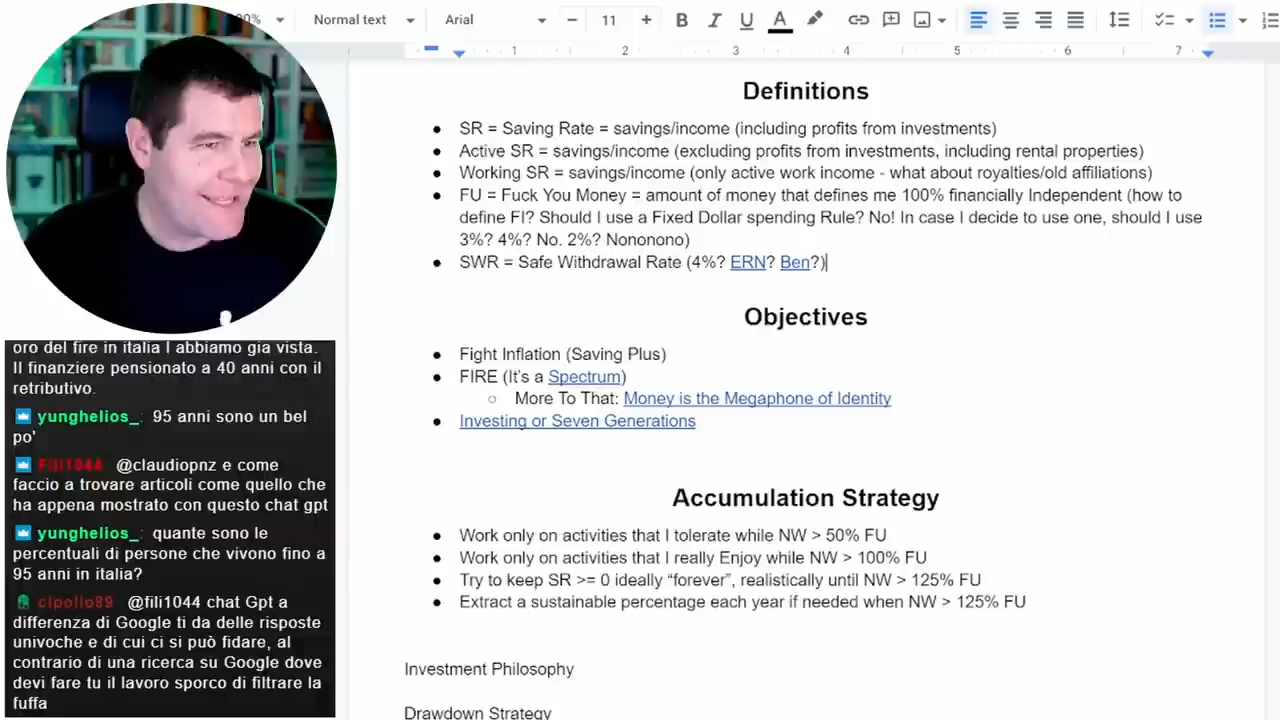 00%
Normal text
Arial
11
B I U A
1 2 3 4 5 6 7
Definitions
● SR = Saving Rate = savings/income (including profits from investments)
● Active SR = savings/income (excluding profits from investments, including rental properties)
● Working SR = savings/income (only active work income - what about royalties/old affiliations)
● FU = Fuck You Money = amount of money that defines me 100% financially Independent (how to
define FI? Should I use a Fixed Dollar spending Rule? No! In case I decide to use one, should I use
3%? 4%? No. 2%? Nononono)
● SWR = Safe Withdrawal Rate (4%? ERN? Ben?)
Objectives
● Fight Inflation (Saving Plus)
● FIRE (It's a Spectrum)
○ More To That: Money is the Megaphone of Identity
● Investing or Seven Generations
Accumulation Strategy
● Work only on activities that I tolerate while NW > 50% FU
● Work only on activities that I really Enjoy while NW > 100% FU
● Try to keep SR >= 0 ideally “forever”, realistically until NW > 125% FU
● Extract a sustainable percentage each year if needed when NW > 125% FU
Investment Philosophy
Drawdown Strategy
oro del fire in italia l abbiamo gia vista.
Il finanziere pensionato a 40 anni con il
retributivo.
yunghelios_: 95 anni sono un bel
po'
Fili1044 @claudiopnz e come
faccio a trovare articoli come quello che
ha appena mostrato con questo chat gpt
yunghelios_: quante sono le
percentuali di persone che vivono fino a
95 anni in italia?
cipollo89 @fili1044 chat Gpt a
differenza di Google ti da delle risposte
univoche e di cui ci si può fidare, al
contrario di una ricerca su Google dove
devi fare tu il lavoro sporco di filtrare la
fuffa